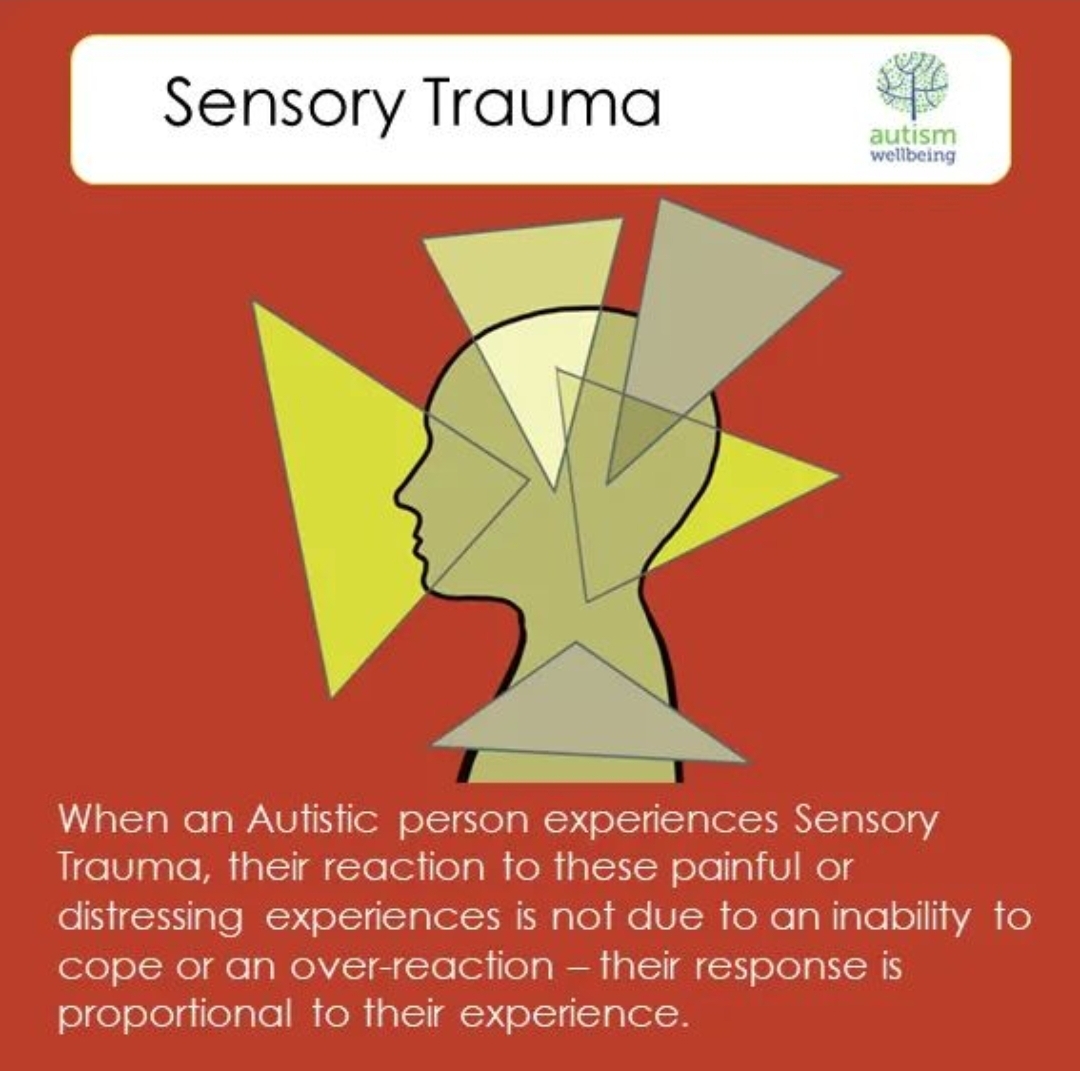 Sensory Trauma
autism
wellbeing
When an Autistic person experiences Sensory
Trauma, their reaction to these painful or
distressing experiences is not due to an inability to
cope or an over-reaction – their response is
proportional to their experience.